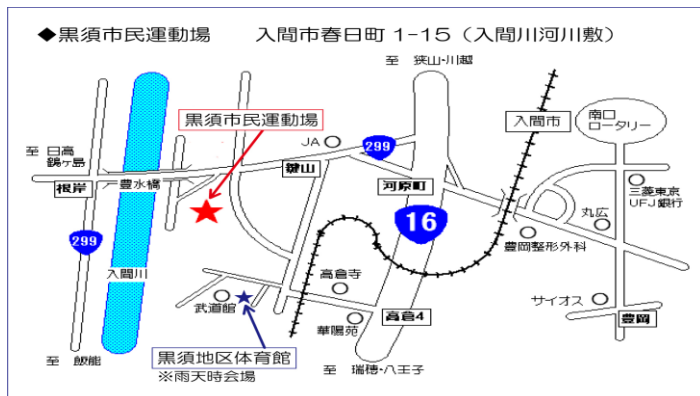 ◆黒須市民運動場　入間市春日町1-15（入間川河川敷）
至　狭山・川越
黒須市民運動場
入間市
南口
ロータリー
JA
299
至　日高
鶴ヶ島
鍵山
豊水橋
根岸
河原町
三菱東京
UFJ銀行
16
丸広
299
豊岡整形外科
入間川
高倉寺
武道館
サイオス
華陽苑
高倉4
豊岡
黒須地区体育館
※雨天時会場
至　飯能
至　瑞穂・八王子